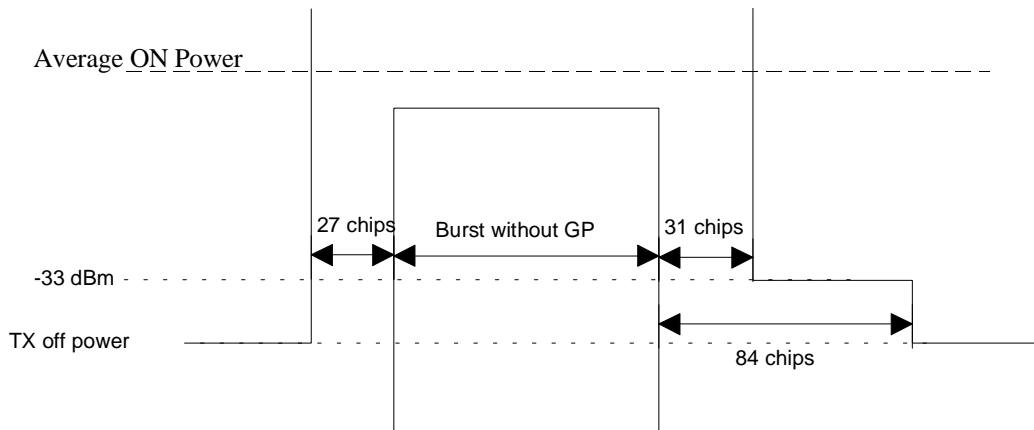 Average ON Power
27 chips
Burst without GP
31 chips
-33 dBm
TX off power
84 chips